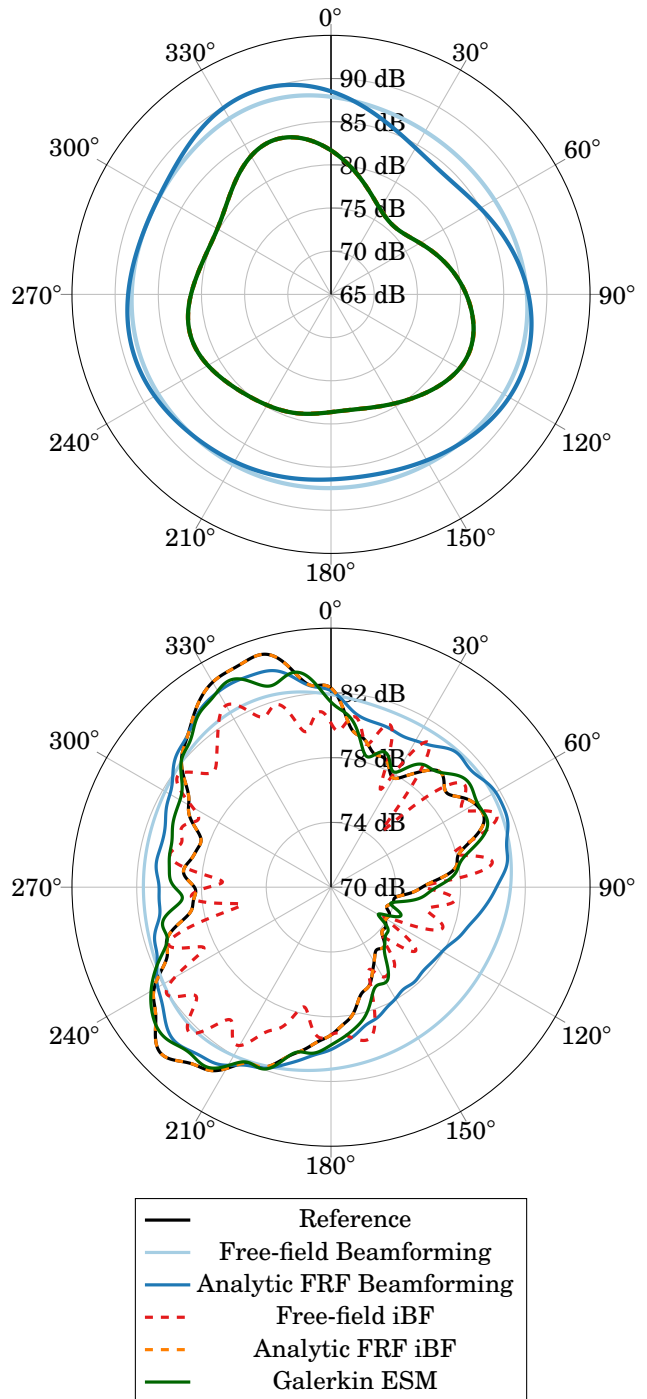 0°
330°
30°
90 dB
85 dB
300°
60°
80 dB
75 dB
70 dB
270°
65 dB
90°
240°
120°
210°
150°
180°
0°
330°
30°
82 dB
300°
60°
78 dB
74 dB
270°
70 dB
90°
240°
120°
210°
150°
180°
Reference
Free-field Beamforming
Analytic FRF Beamforming
Free-field iBF
Analytic FRF iBF
Galerkin ESM